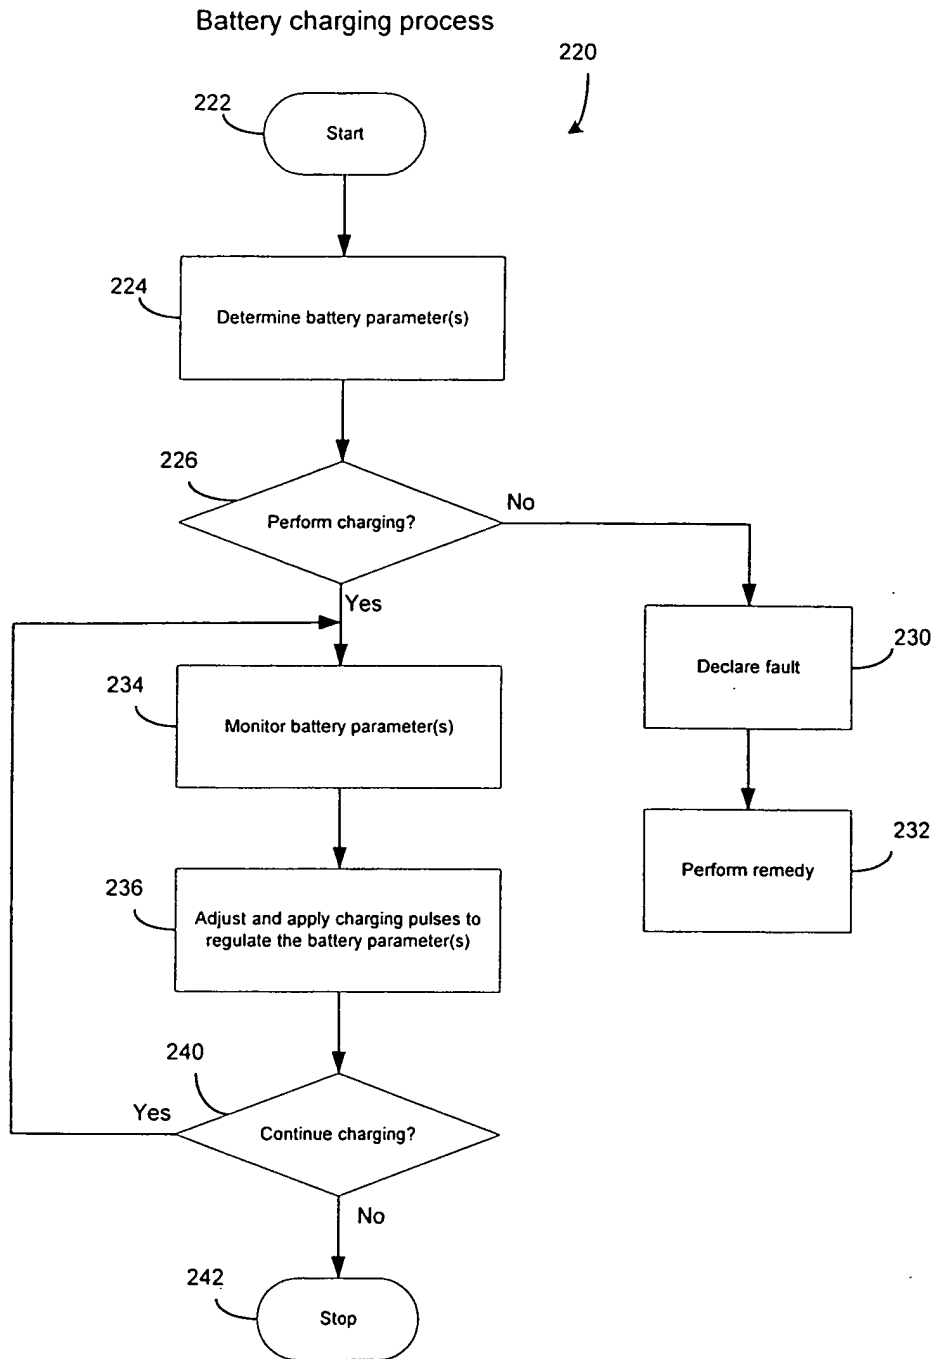 Battery charging process
220
222
Start
224
Determine battery parameter(s)
226
Perform charging?
No
Yes
230
Declare fault
234
Monitor battery parameter(s)
232
Perform remedy
236
Adjust and apply charging pulses to
regulate the battery parameter(s)
240
Yes
Continue charging?
No
242
Stop